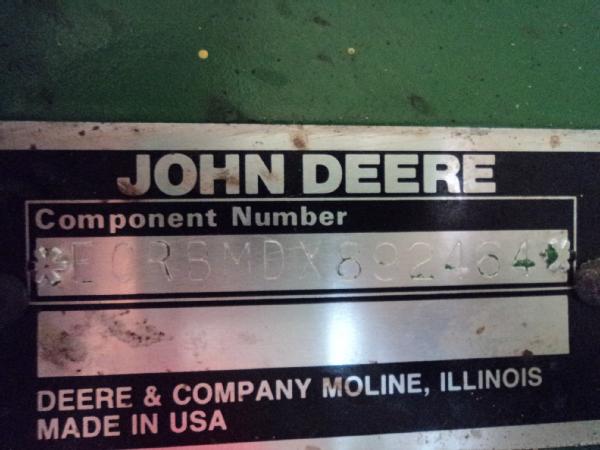 JOHN DEERE
Component Number
*ECRBMDX892464*
DEERE & COMPANY MOLINE, ILLINOIS
MADE IN USA